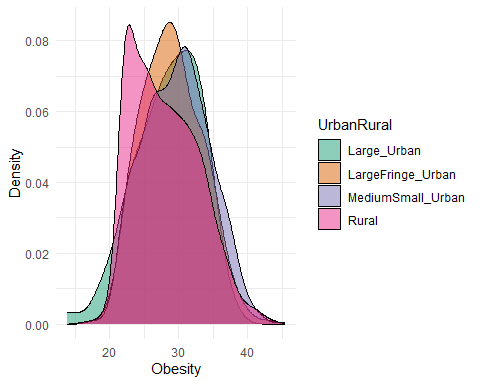 0.08
0.06
0.04
0.02
0.00
Density
20 30 40
Obesity
UrbanRural
Large_Urban
LargeFringe_Urban
MediumSmall_Urban
Rural